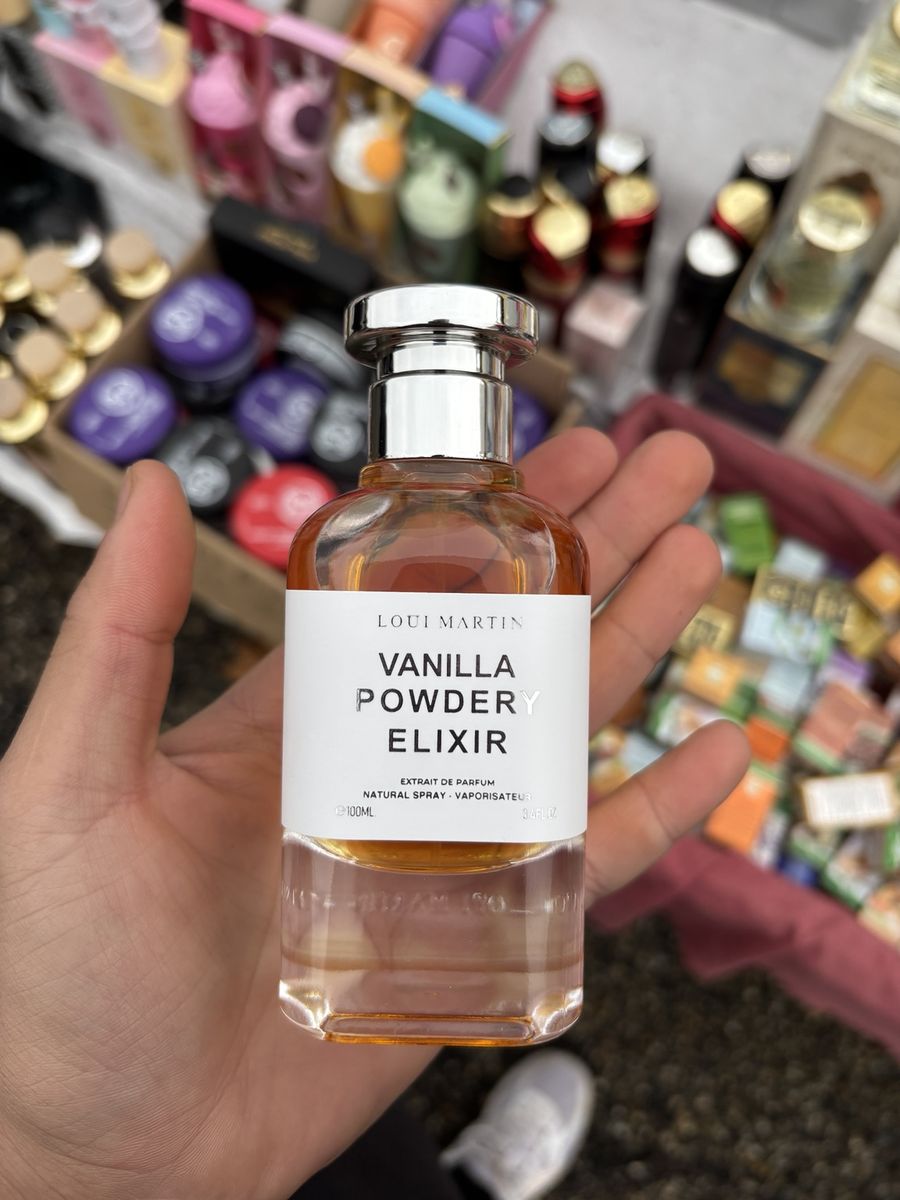 LOUI MARTIN
VANILLA
POWDERY
ELIXIR
EXTRAIT DE PARFUM
NATURAL SPRAY - VAPORISATEUR
℮100ML. 3.4FL.OZ